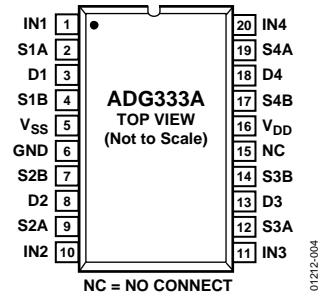 IN1 1 20 IN4
S1A 2 19 S4A
D1 3 18 D4
S1B 4 ADG333A 17 S4B
VSS 5 TOP VIEW 16 VDD
GND 6 (Not to Scale) 15 NC
S2B 7 14 S3B
D2 8 13 D3
S2A 9 12 S3A
IN2 10 11 IN3
NC = NO CONNECT
01212-004